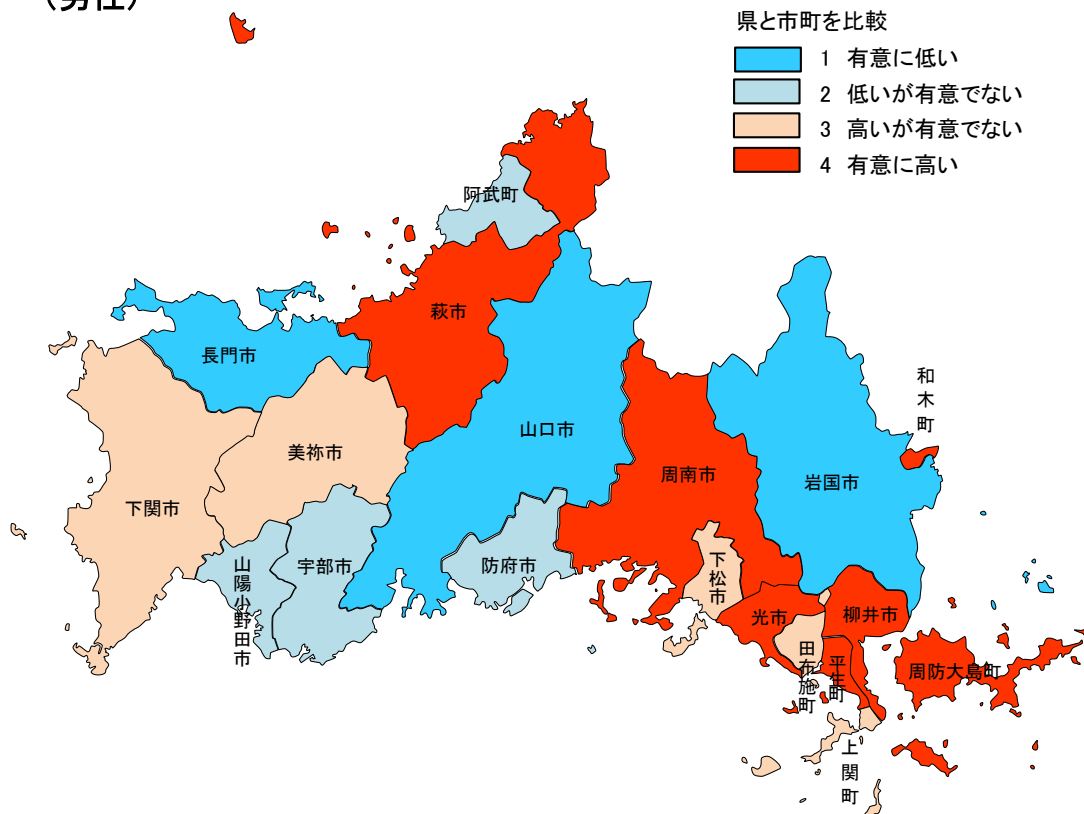 (男性)
県と市町を比較
1 有意に低い
2 低いが有意でない
3 高いが有意でない
4 有意に高い
阿武町
萩市
長門市
和木町
山口市
美祢市
周南市
岩国市
下関市
山陽小野田市
宇部市
防府市
下松市
光市
柳井市
田布施町
平生町
周防大島町
上関町